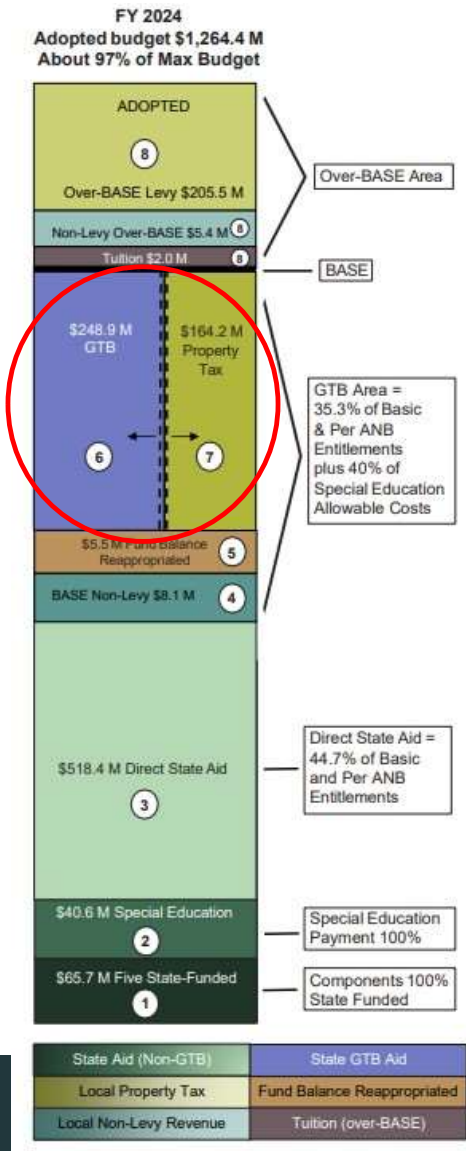 FY 2024
Adopted budget $1,264.4 M
About 97% of Max Budget
ADOPTED
8
Over-BASE Levy $205.5 M
Over-BASE Area
Non-Levy Over-BASE $5.4 M 8
Tuition $2.0 M 8
BASE
$248.9 M
GTB
$164.2 M
Property
Tax
6
7
GTB Area =
35.3% of Basic
& Per ANB
Entitlements
plus 40% of
Special Education
Allowable Costs
$5.5 M Fund Balance
Reappropriated
5
BASE Non-Levy $8.1 M 4
$518.4 M Direct State Aid
3
Direct State Aid =
44.7% of Basic
and Per ANB
Entitlements
$40.6 M Special Education
2
Special Education
Payment 100%
$65.7 M Five State-Funded
1
Components 100%
State Funded
State Aid (Non-GTB)
State GTB Aid
Local Property Tax
Fund Balance Reappropriated
Local Non-Levy Revenue
Tuition (over-BASE)